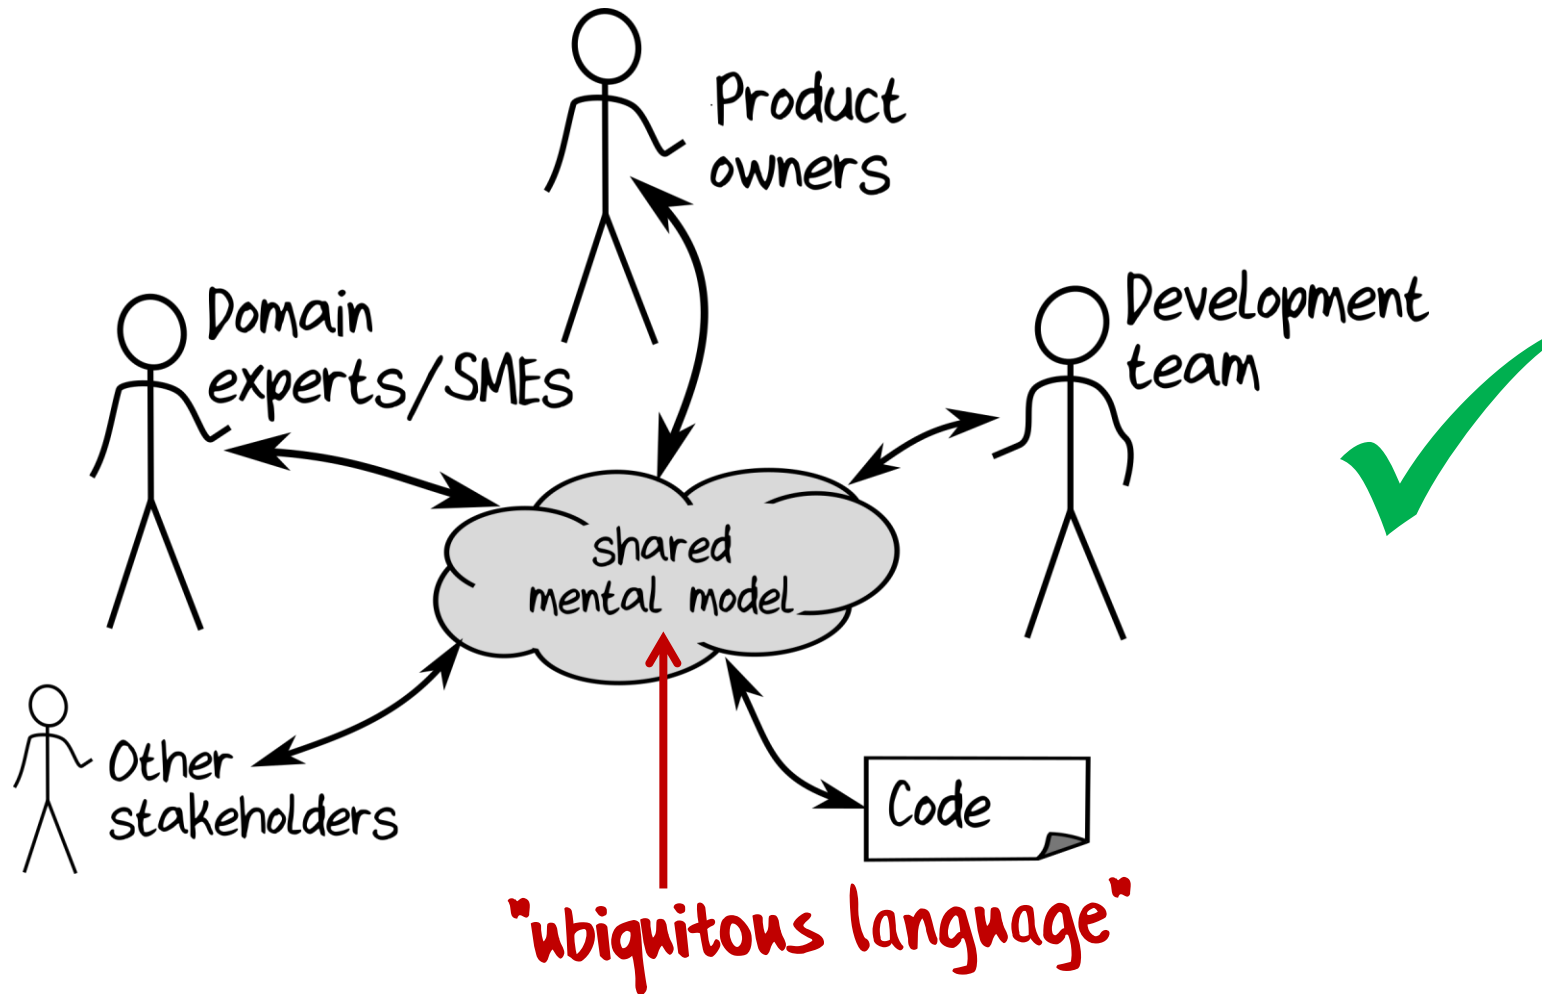 Product
owners
Domain
experts/SMEs
Development
team
shared
mental model
Other
stakeholders
Code
"ubiquitous language"